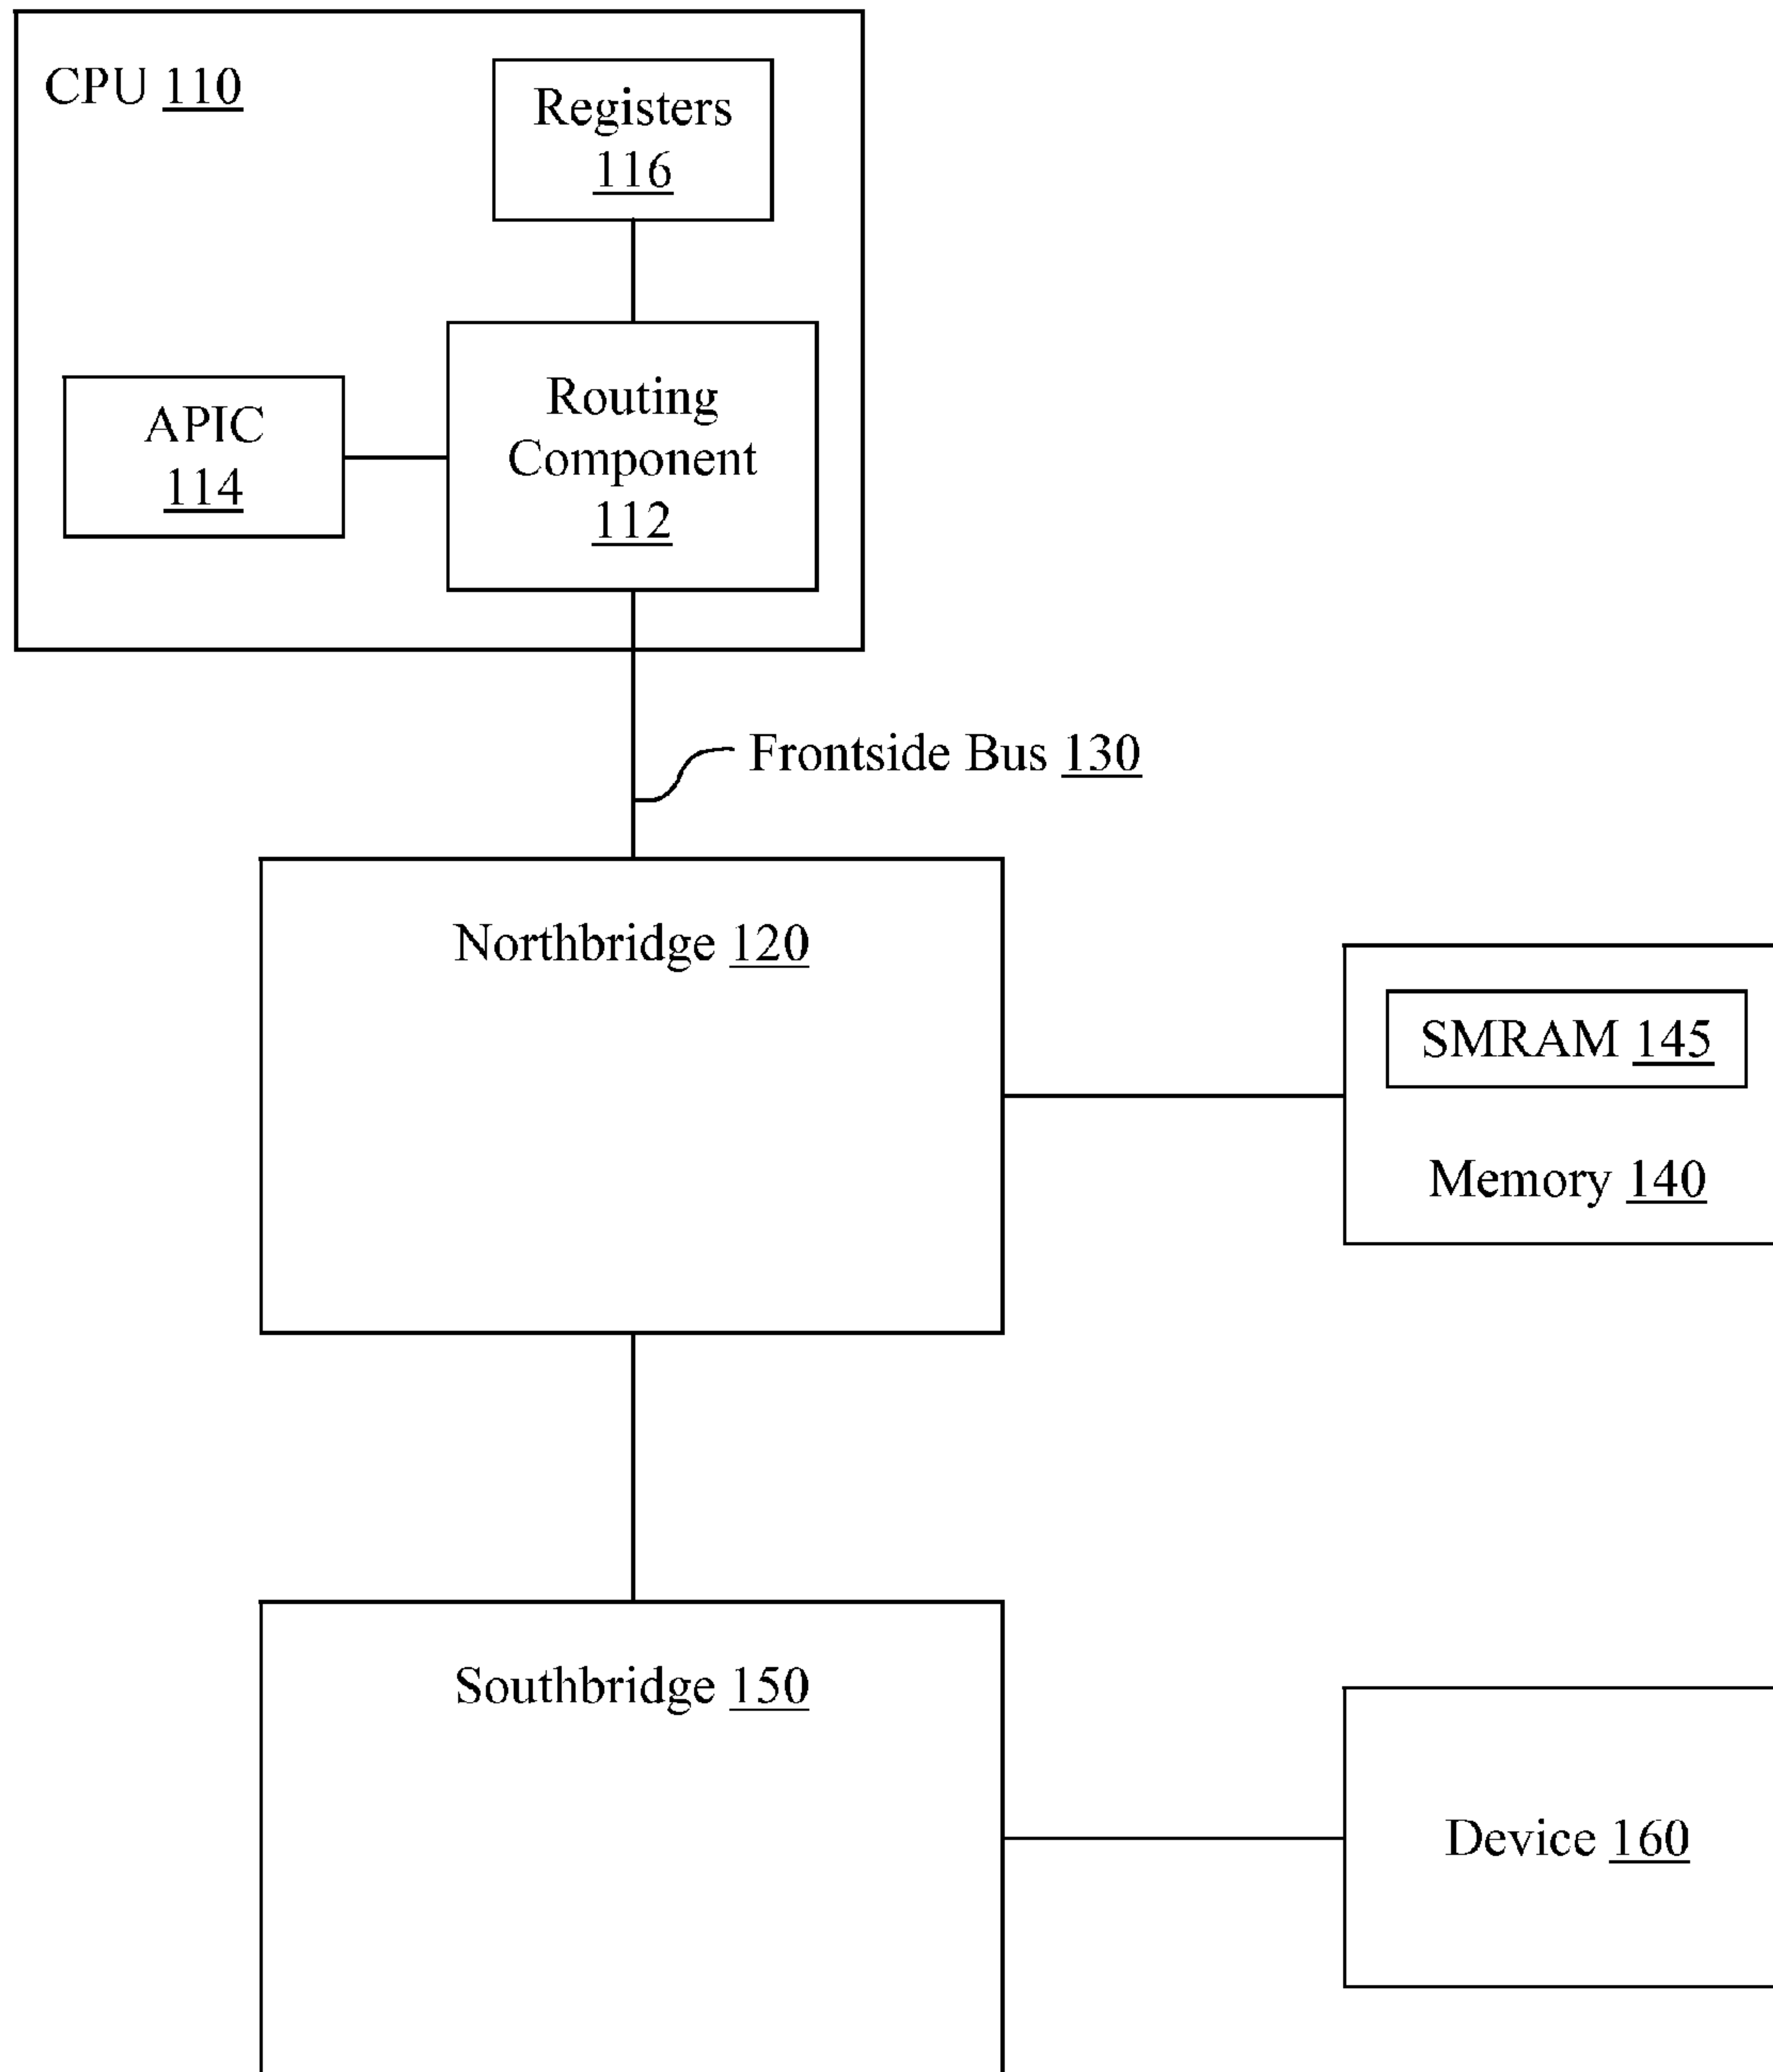 CPU 110
Registers
116
APIC
114
Routing
Component
112
Frontside Bus 130
Northbridge 120
SMRAM 145
Memory 140
Southbridge 150
Device 160